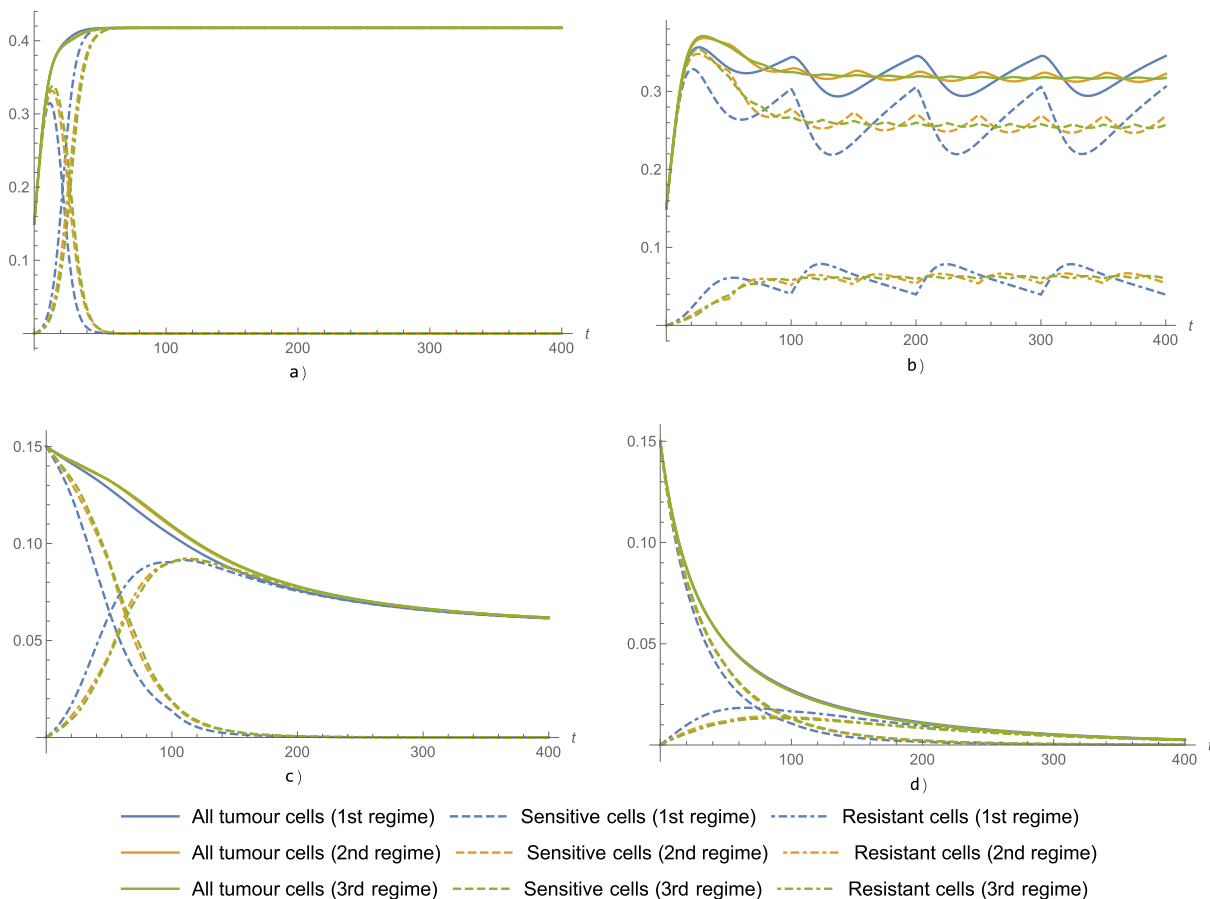 0.4
0.3
0.2
0.1
100
200
300
400
t
a)
0.3
0.2
0.1
100
200
300
400
t
b)
0.15
0.10
0.05
100
200
300
400
t
c)
0.15
0.10
0.05
100
200
300
400
t
d)
All tumour cells (1st regime) Sensitive cells (1st regime) Resistant cells (1st regime)
All tumour cells (2nd regime) Sensitive cells (2nd regime) Resistant cells (2nd regime)
All tumour cells (3rd regime) Sensitive cells (3rd regime) Resistant cells (3rd regime)